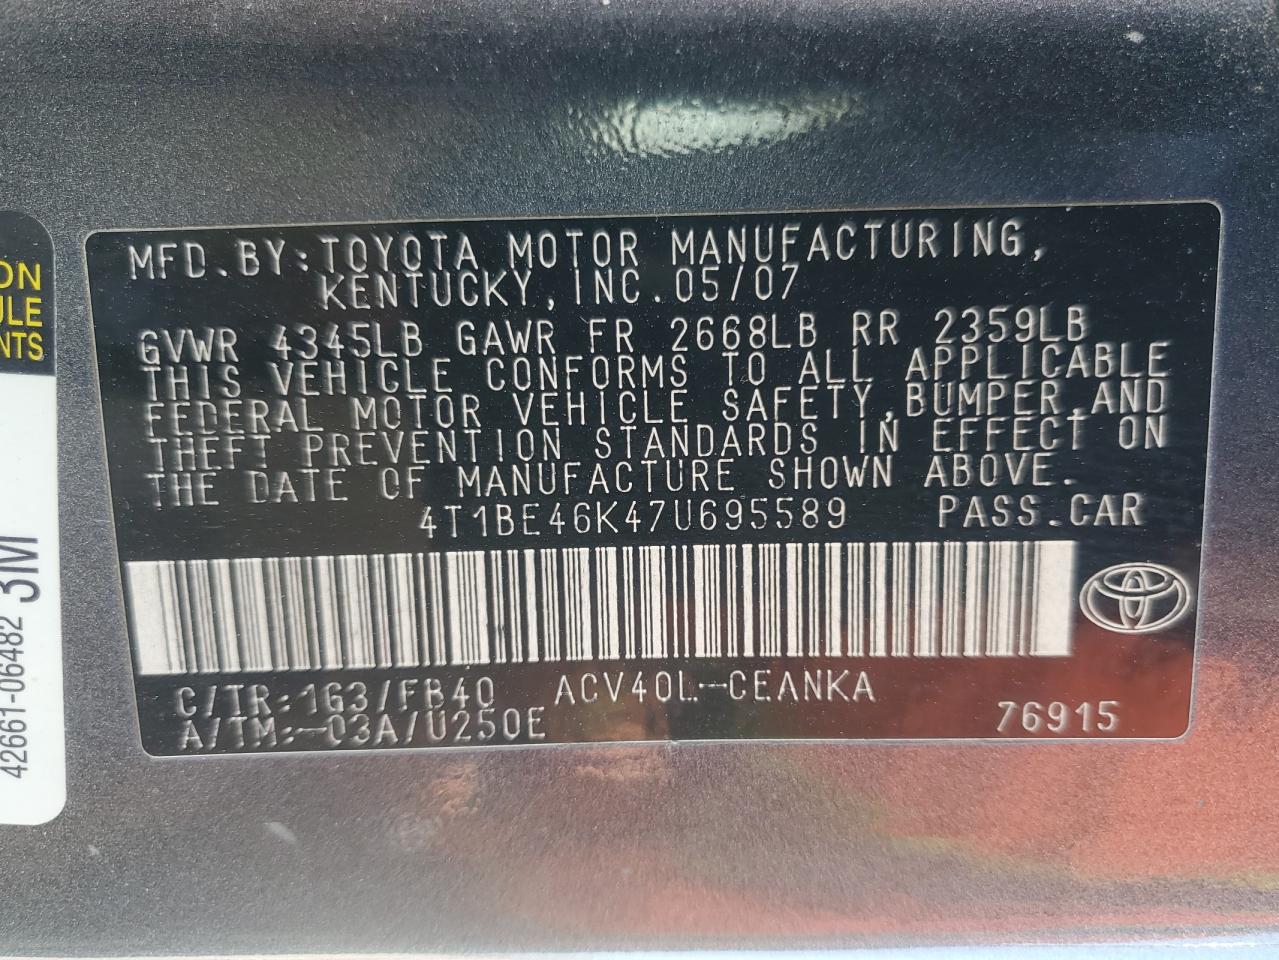 MFD.BY:TOYOTA MOTOR MANUFACTURING,
KENTUCKY,INC.05/07
GVWR 4345LB GAWR FR 2668LB RR 2359LB
THIS VEHICLE CONFORMS TO ALL APPLICABLE
FEDERAL MOTOR VEHICLE SAFETY,BUMPER,AND
THEFT PREVENTION STANDARDS IN EFFECT ON
THE DATE OF MANUFACTURE SHOWN ABOVE.
4T1BE46K47U695589 PASS.CAR
C/TR:1G3/FB40 ACV40L-CEANKA
A/TM:-03A/U250E 76915
ON
ULE
NTS
42661-06482 3M